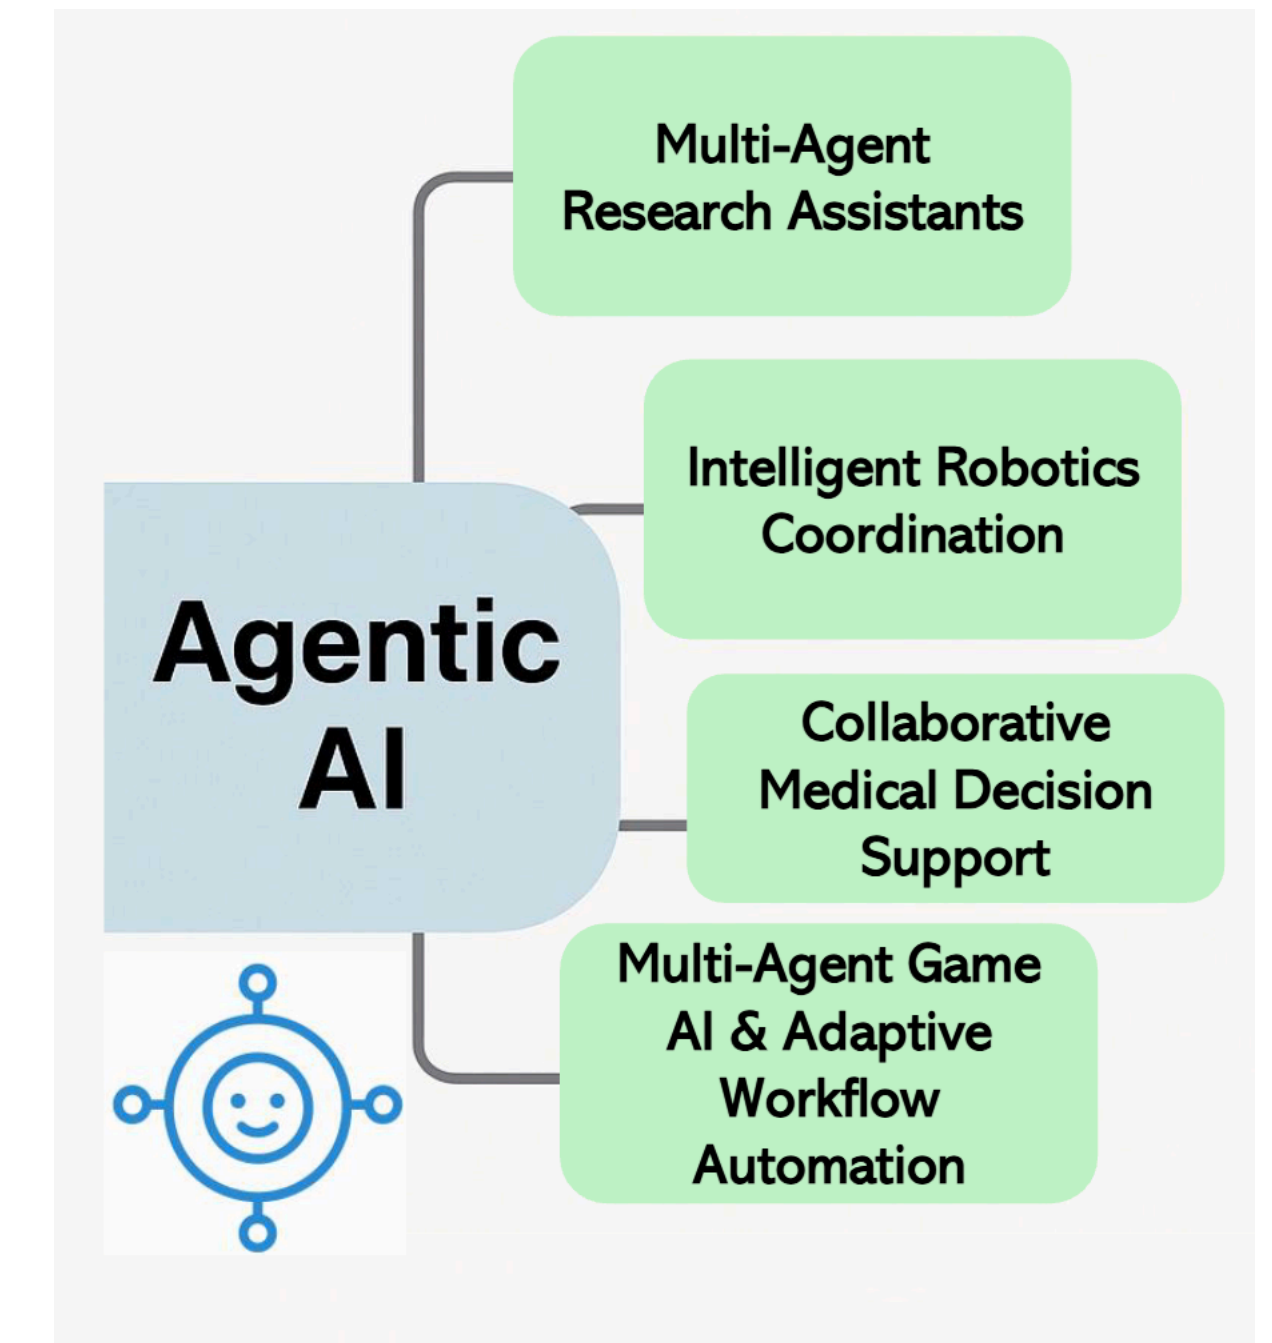 Multi-Agent
Research Assistants
Intelligent Robotics
Coordination
Agentic
AI
Collaborative
Medical Decision
Support
Multi-Agent Game
AI & Adaptive
Workflow
Automation